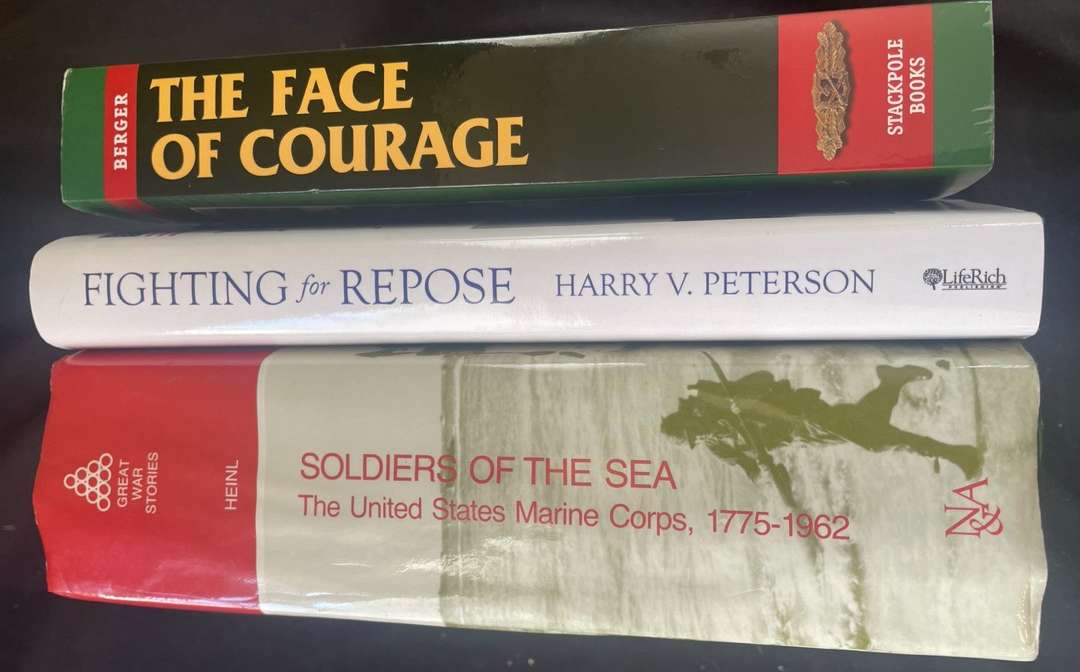 BERGER
THE FACE
OF COURAGE
STACKPOLE
BOOKS
FIGHTING for REPOSE
HARRY V. PETERSON
LifeRich
PUBLISHING
GREAT
WAR
STORIES
HEINL
SOLDIERS OF THE SEA
The United States Marine Corps, 1775-1962
N&A